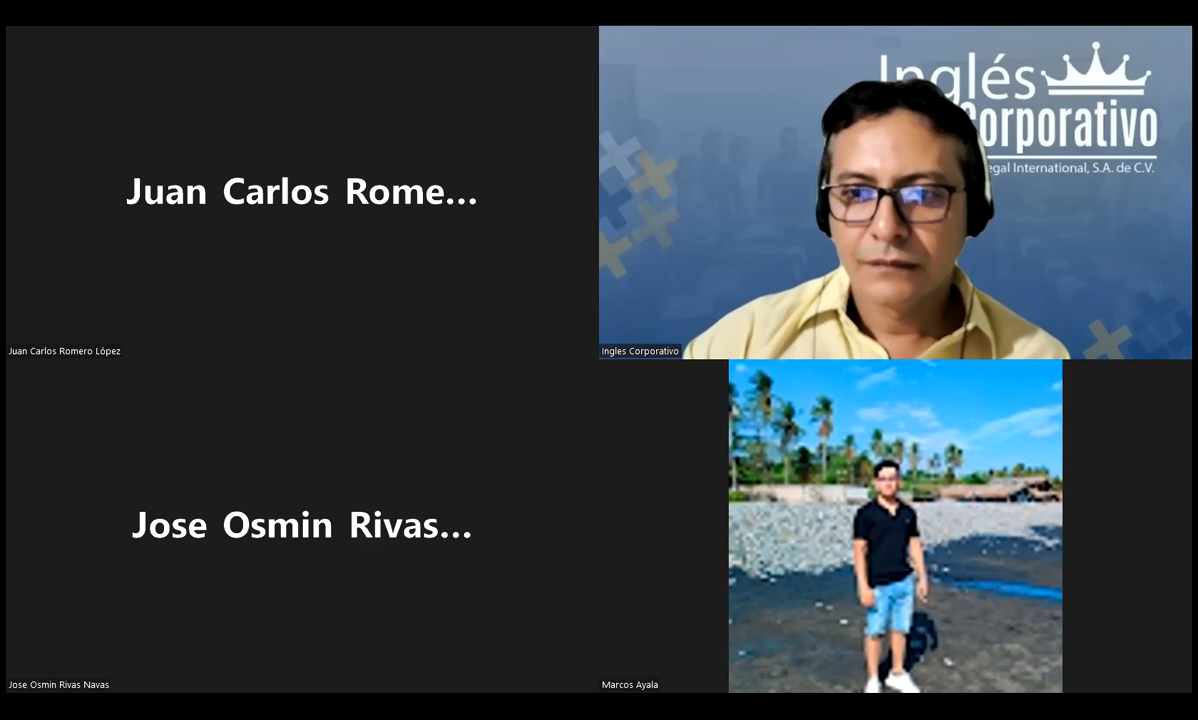 Juan Carlos Rome...
Juan Carlos Romero López
Inglés
Corporativo
egal International, S.A. de C.V.
Ingles Corporativo
Jose Osmin Rivas...
Jose Osmin Rivas Navas
Marcos Ayala